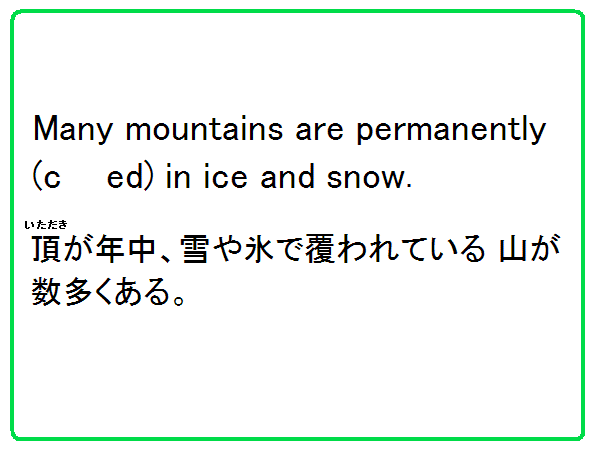 Many mountains are permanently
(c ed) in ice and snow.
いただき
頂が年中、雪や氷で覆われている 山が
数多くある。